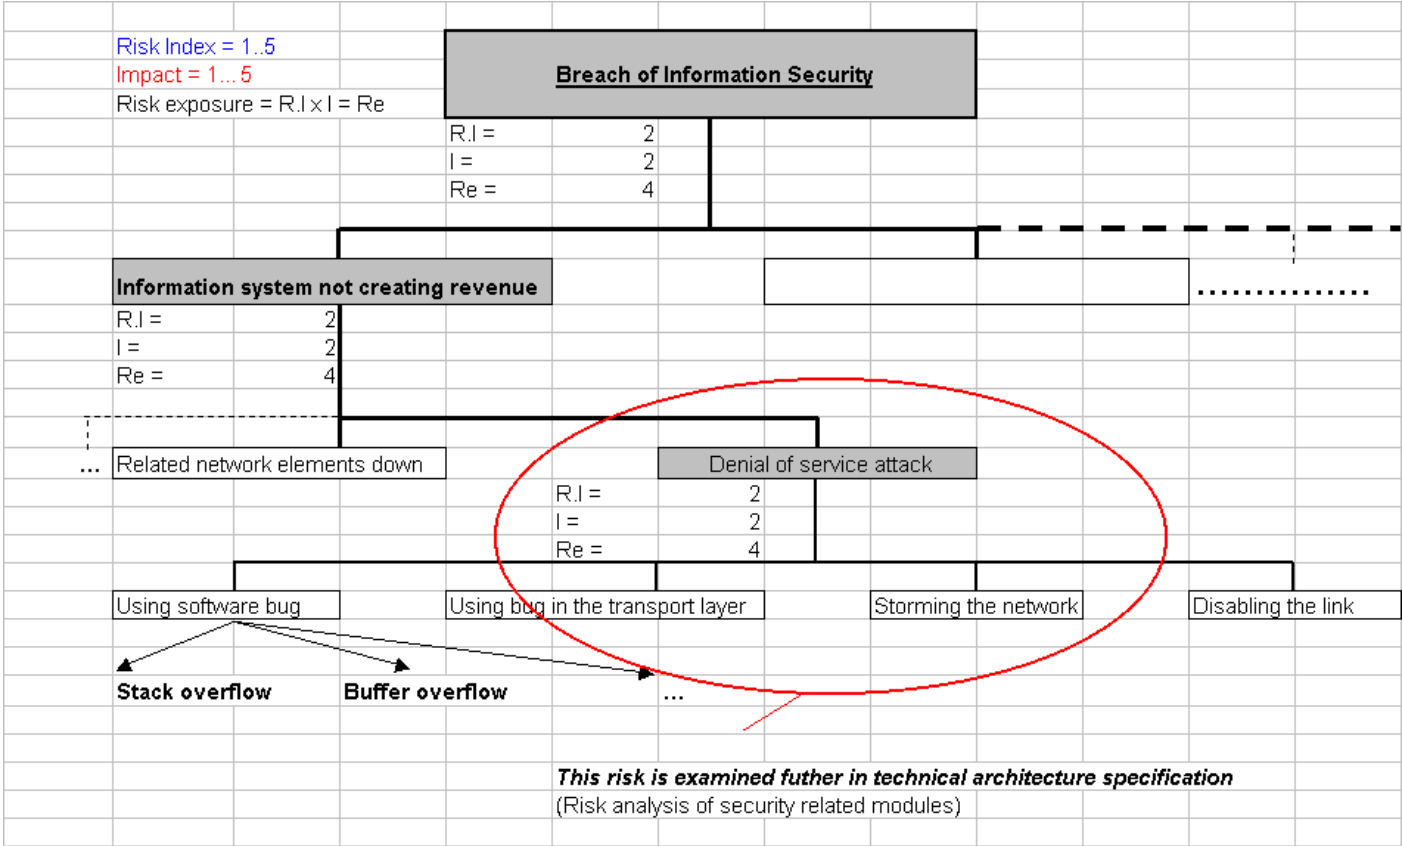 Risk Index = 1..5
Impact = 1... 5
Risk exposure = R.I x I = Re
Breach of Information Security
R.I = 2
I = 2
Re = 4
Information system not creating revenue
...............
R.I = 2
I = 2
Re = 4
... Related network elements down
Denial of service attack
R.I = 2
I = 2
Re = 4
Using software bug
Using bug in the transport layer
Storming the network
Disabling the link
Stack overflow
Buffer overflow
...
This risk is examined futher in technical architecture specification
(Risk analysis of security related modules)